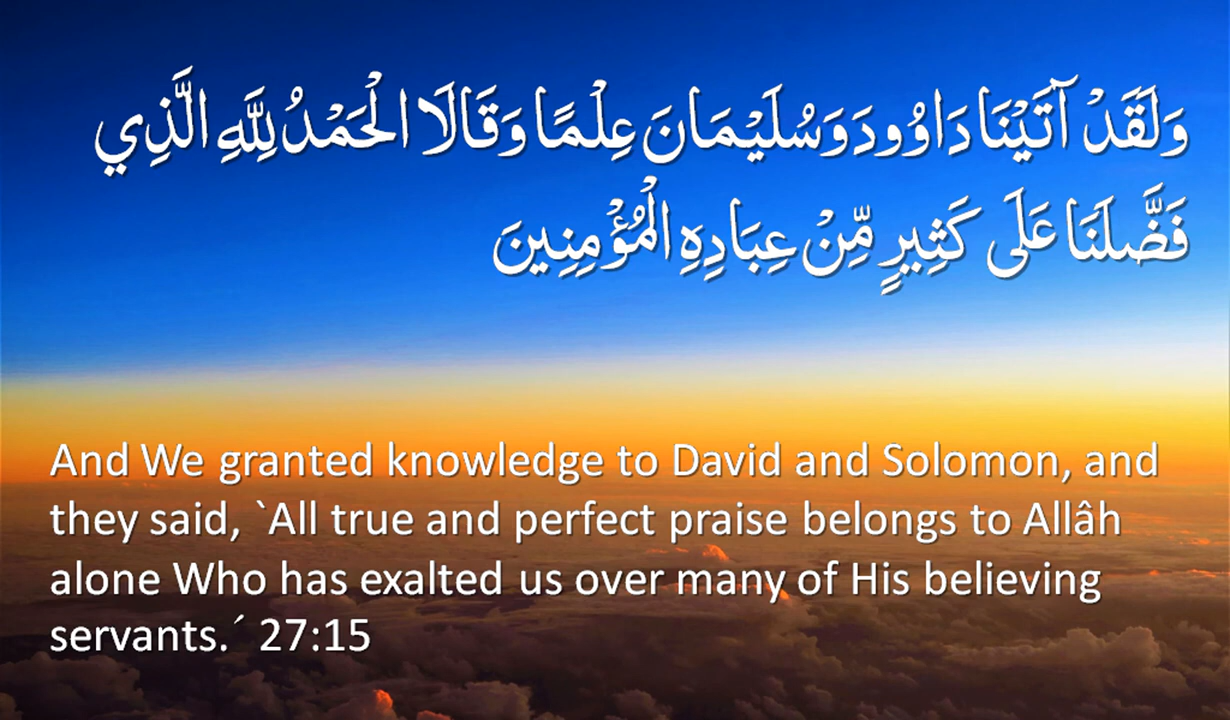 وَلَقَدْ آتَيْنَا دَاوُودَ وَسُلَيْمَانَ عِلْمًا وَقَالَا الْحَمْدُ لِلَّهِ الَّذِي
فَضَّلَنَا عَلَى كَثِيرٍ مِّنْ عِبَادِهِ الْمُؤْمِنِينَ
And We granted knowledge to David and Solomon, and
they said, `All true and perfect praise belongs to Allâh
alone Who has exalted us over many of His believing
servants.´ 27:15